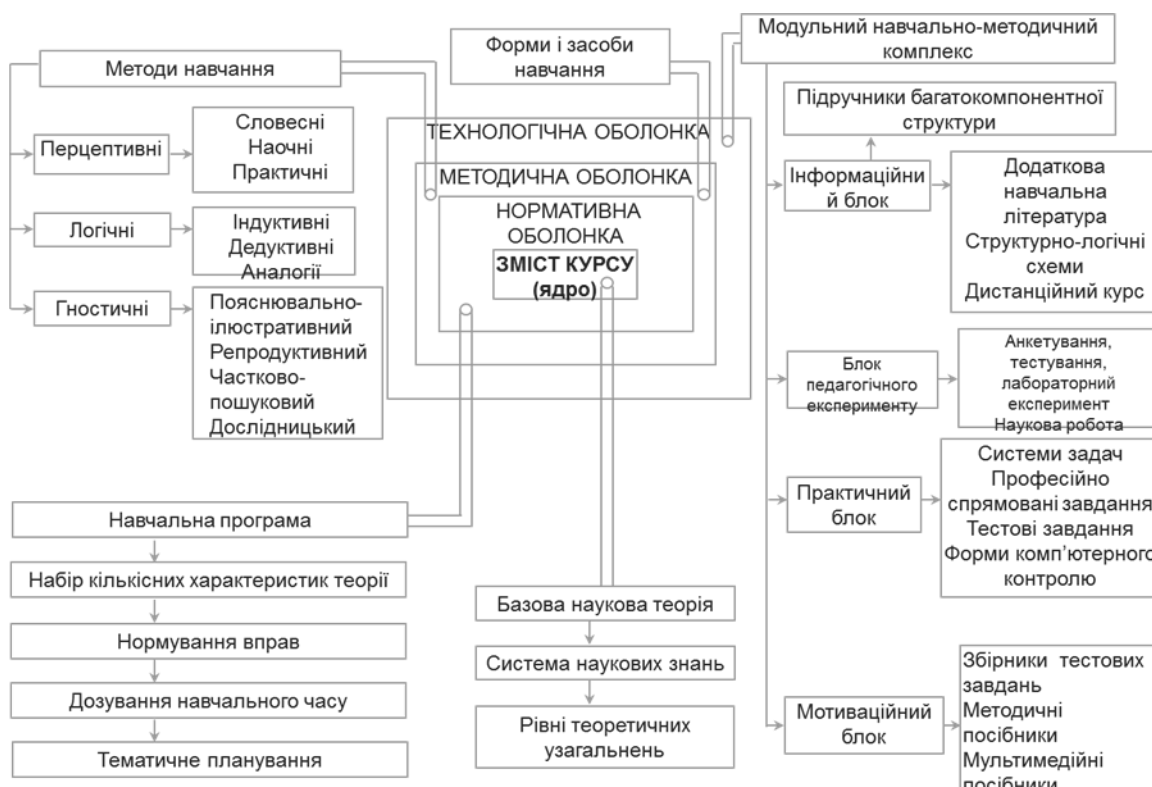 Методи навчання
Форми і засоби
навчання
Модульний навчально-методичний
комплекс
Перцептивні
Словесні
Наочні
Практичні
Логічні
Індуктивні
Дедуктивні
Аналогії
Гностичні
Пояснювально-
ілюстративний
Репродуктивний
Частково-
пошуковий
Дослідницький
ТЕХНОЛОГІЧНА ОБОЛОНКА
МЕТОДИЧНА ОБОЛОНКА
НОРМАТИВНА
ОБОЛОНКА
ЗМІСТ КУРСУ
(ядро)
Підручники багатокомпонентної
структури
Інформаційни
й блок
Додаткова
навчальна
література
Структурно-логічні
схеми
Дистанційний курс
Блок
педагогічного
експерименту
Анкетування,
тестування,
лабораторний
експеримент
Наукова робота
Практичний
блок
Системи задач
Професійно
спрямовані завдання
Тестові завдання
Форми комп’ютерного
контролю
Мотиваційний
блок
Збірники тестових
завдань
Методичні
посібники
Мультимедійні
посібники
Навчальна програма
Набір кількісних характеристик теорії
Нормування вправ
Дозування навчального часу
Тематичне планування
Базова наукова теорія
Система наукових знань
Рівні теоретичних
узагальнень